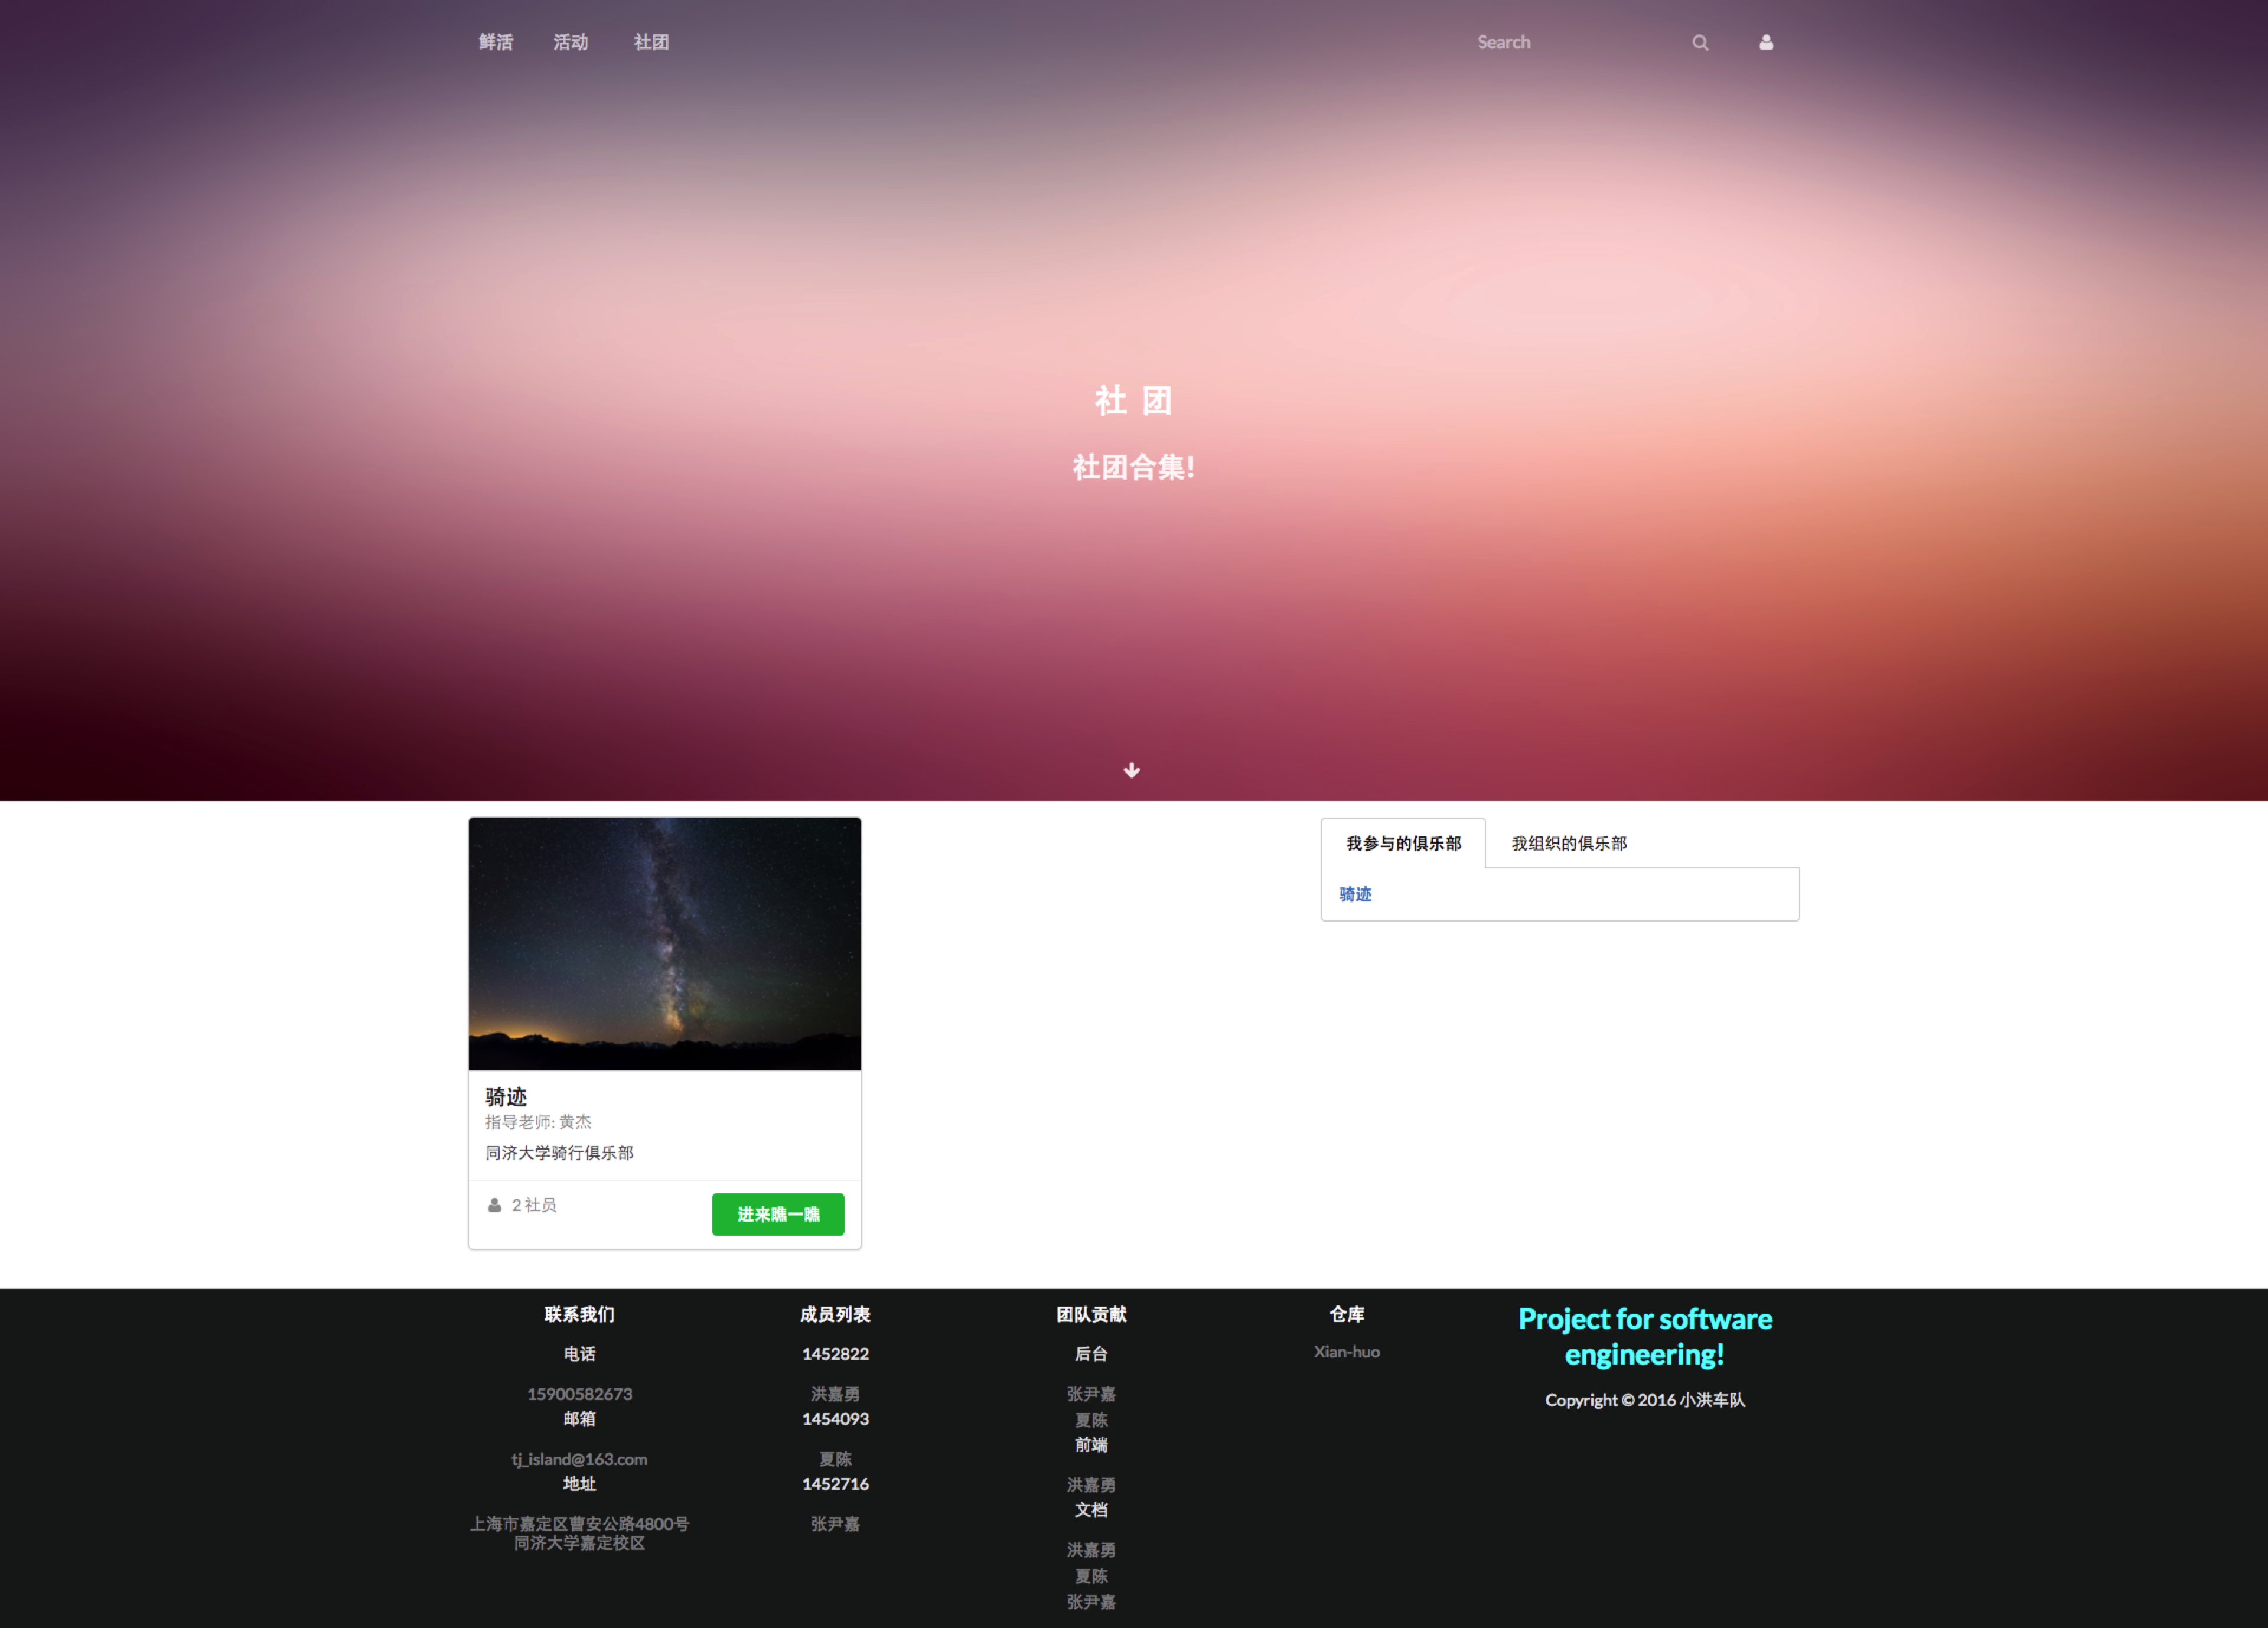 鲜活
活动
社团
Search
社 团
社团合集!
我参与的俱乐部
我组织的俱乐部
骑迹
骑迹
指导老师: 黄杰
同济大学骑行俱乐部
2 社员
进来瞧一瞧
联系我们
电话
15900582673
邮箱
tj_island@163.com
地址
上海市嘉定区曹安公路4800号
同济大学嘉定校区
成员列表
1452822
洪嘉勇
1454093
夏陈
1452716
张尹嘉
团队贡献
后台
张尹嘉
夏陈
前端
洪嘉勇
文档
洪嘉勇
夏陈
张尹嘉
仓库
Xian-huo
Project for software
engineering!
Copyright © 2016 小洪车队